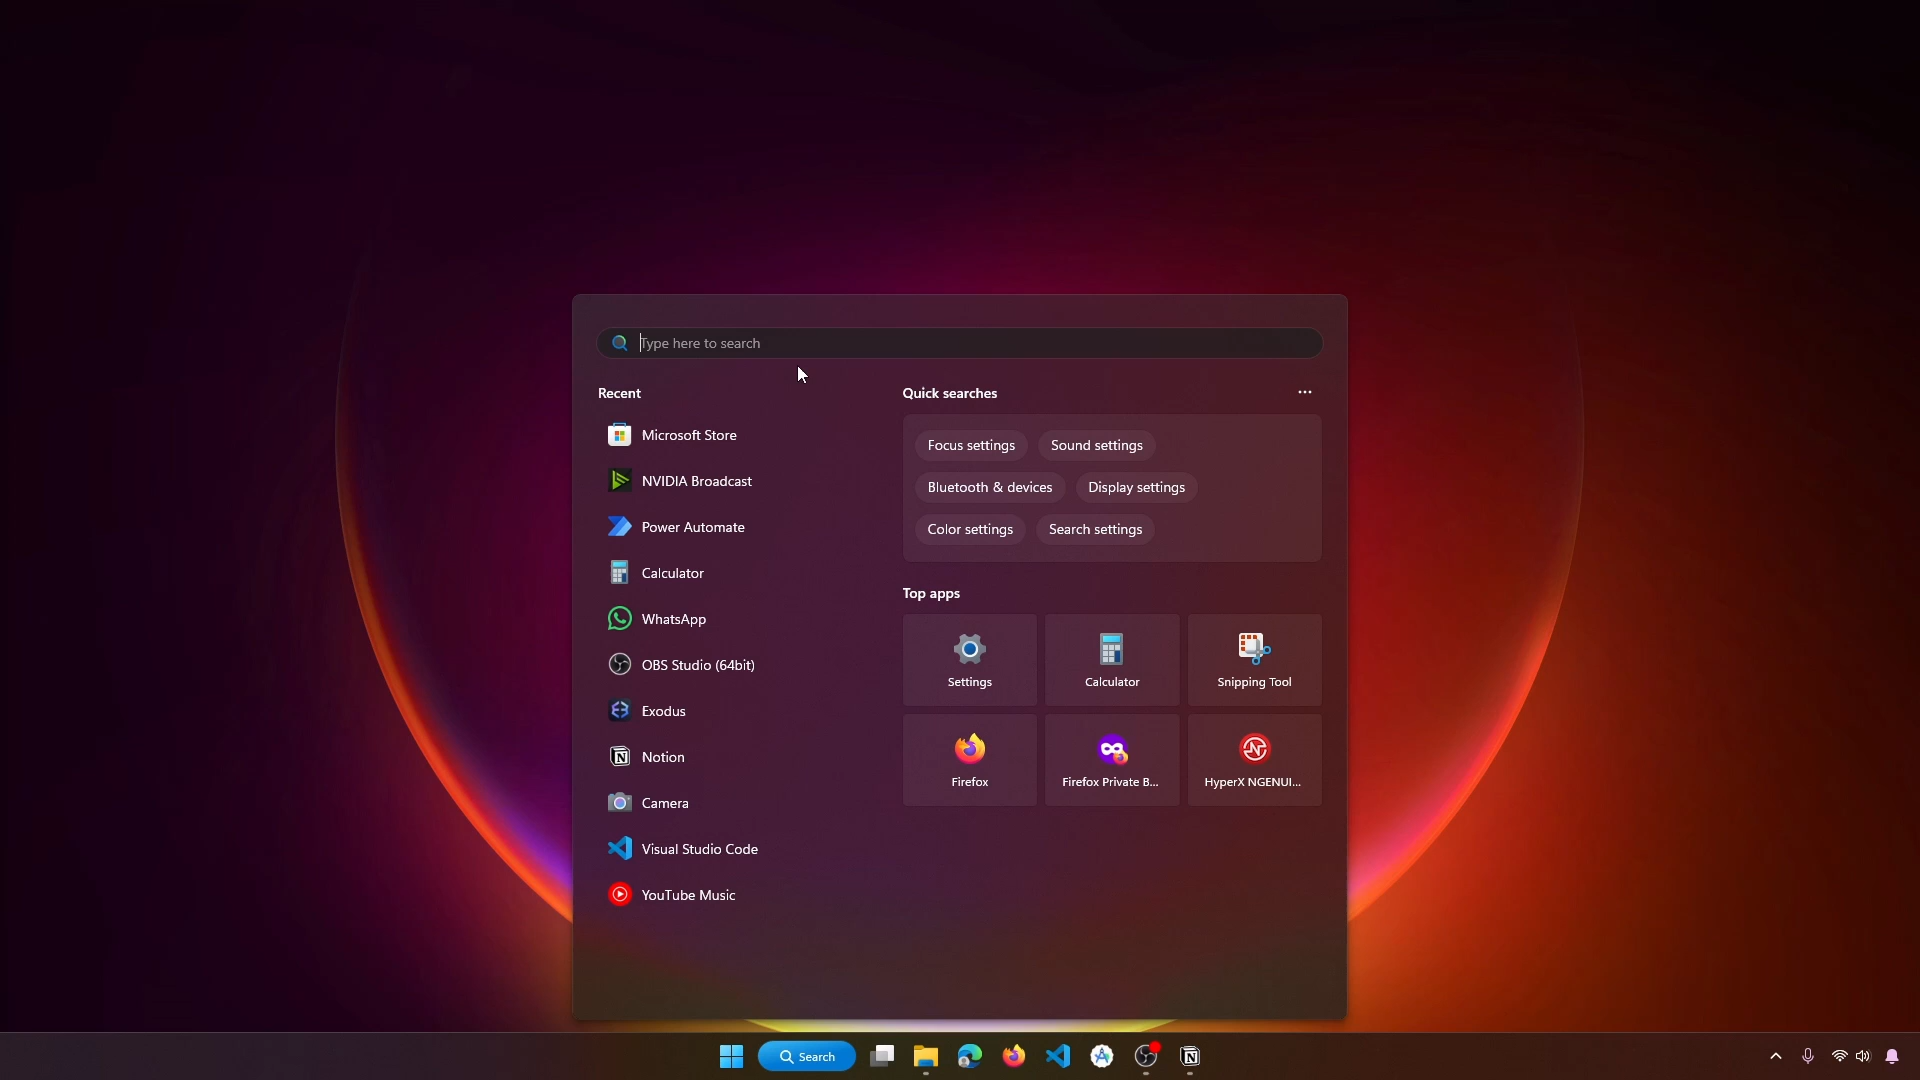 Type here to search
Recent
Microsoft Store
NVIDIA Broadcast
Power Automate
Calculator
WhatsApp
OBS Studio (64bit)
Exodus
Notion
Camera
Visual Studio Code
YouTube Music
Quick searches
Focus settings
Sound settings
Bluetooth & devices
Display settings
Color settings
Search settings
Top apps
Settings
Calculator
Snipping Tool
Firefox
Firefox Private B...
HyperX NGENUI...
Search